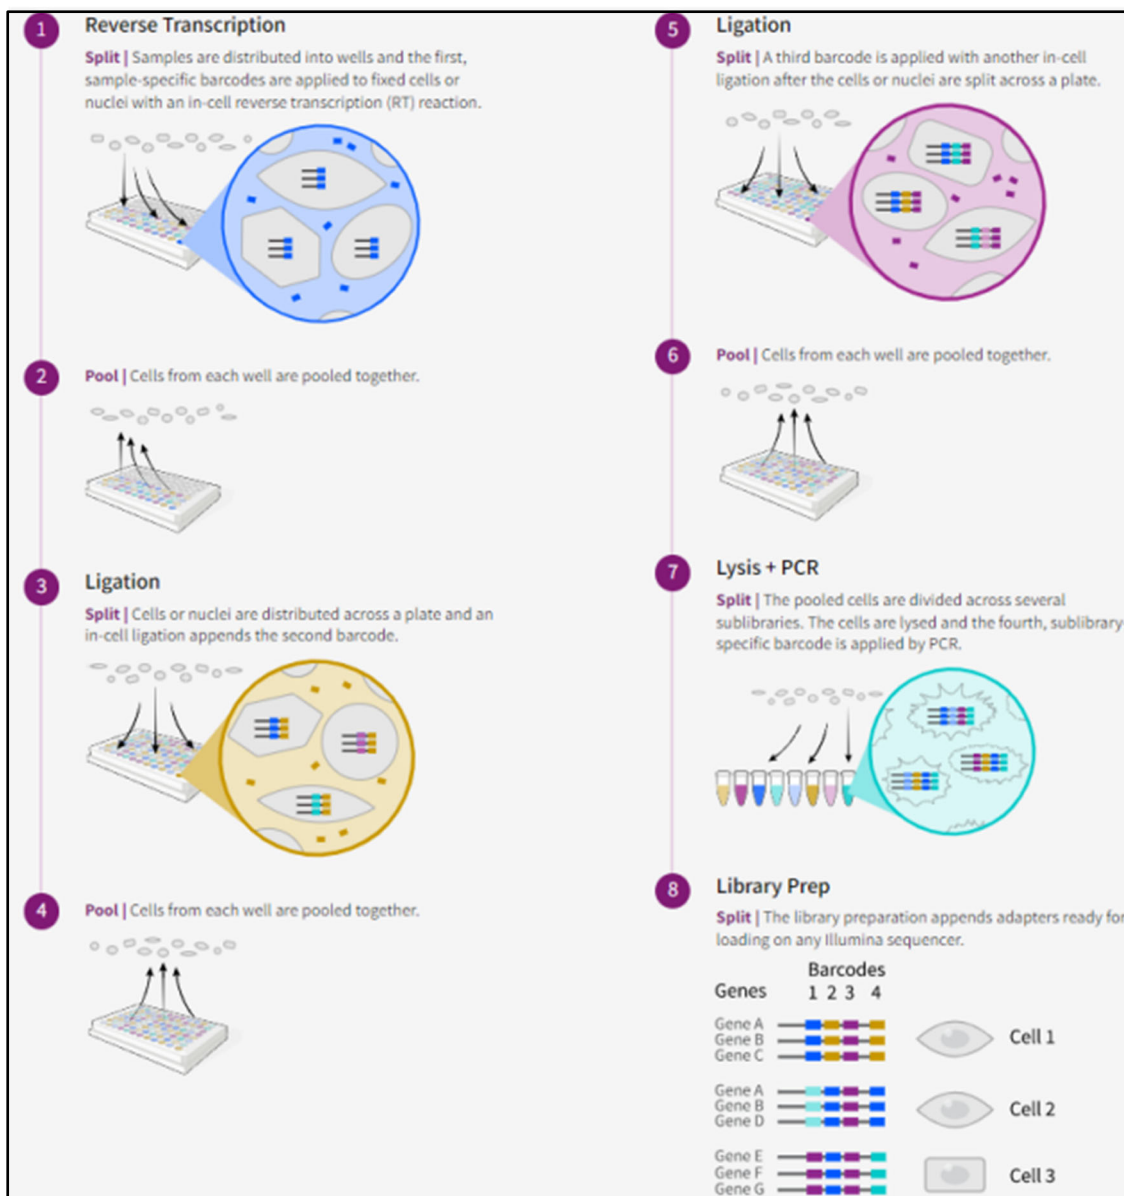 1
Reverse Transcription
Split | Samples are distributed into wells and the first,
sample-specific barcodes are applied to fixed cells or
nuclei with an in-cell reverse transcription (RT) reaction.
2
Pool | Cells from each well are pooled together.
3
Ligation
Split | Cells or nuclei are distributed across a plate and an
in-cell ligation appends the second barcode.
4
Pool | Cells from each well are pooled together.
5
Ligation
Split | A third barcode is applied with another in-cell
ligation after the cells or nuclei are split across a plate.
6
Pool | Cells from each well are pooled together.
7
Lysis + PCR
Split | The pooled cells are divided across several
sublibraries. The cells are lysed and the fourth, sublibrary-
specific barcode is applied by PCR.
8
Library Prep
Split | The library preparation appends adapters ready for
loading on any Illumina sequencer.
Barcodes
Genes 1 2 3 4
Gene A
Gene B
Gene C
Cell 1
Gene A
Gene B
Gene D
Cell 2
Gene E
Gene F
Gene G
Cell 3